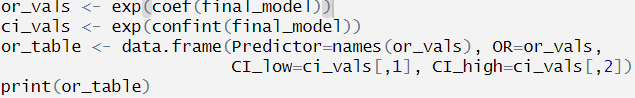 or_vals <- exp(coef(final_model))
ci_vals <- exp(confint(final_model))
or_table <- data.frame(Predictor=names(or_vals), OR=or_vals,
CI_low=ci_vals[,1], CI_high=ci_vals[,2])
print(or_table)